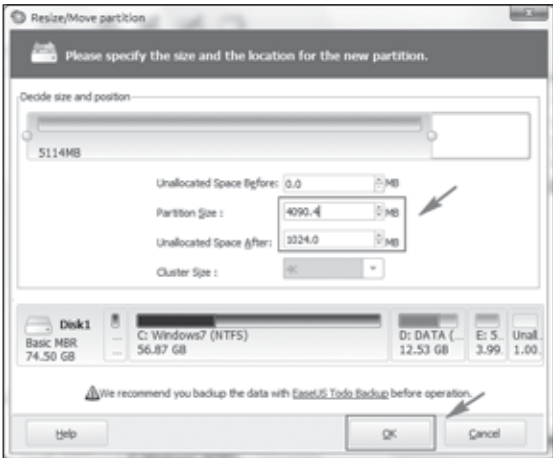 Resize/Move partition
Please specify the size and the location for the new partition.
Decide size and position
5114MB
Unallocated Space Before: 0.0 MB
Partition Size : 4090.4 MB
Unallocated Space After: 1024.0 MB
Cluster Size : 4K
Disk1
Basic MBR
74.50 GB
...
...
C: Windows7 (NTFS)
56.87 GB
D: DATA (...
12.53 GB
E: 5...
3.99...
Unall...
1.00...
We recommend you backup the data with EaseUS Todo Backup before operation.
Help
OK
Cancel